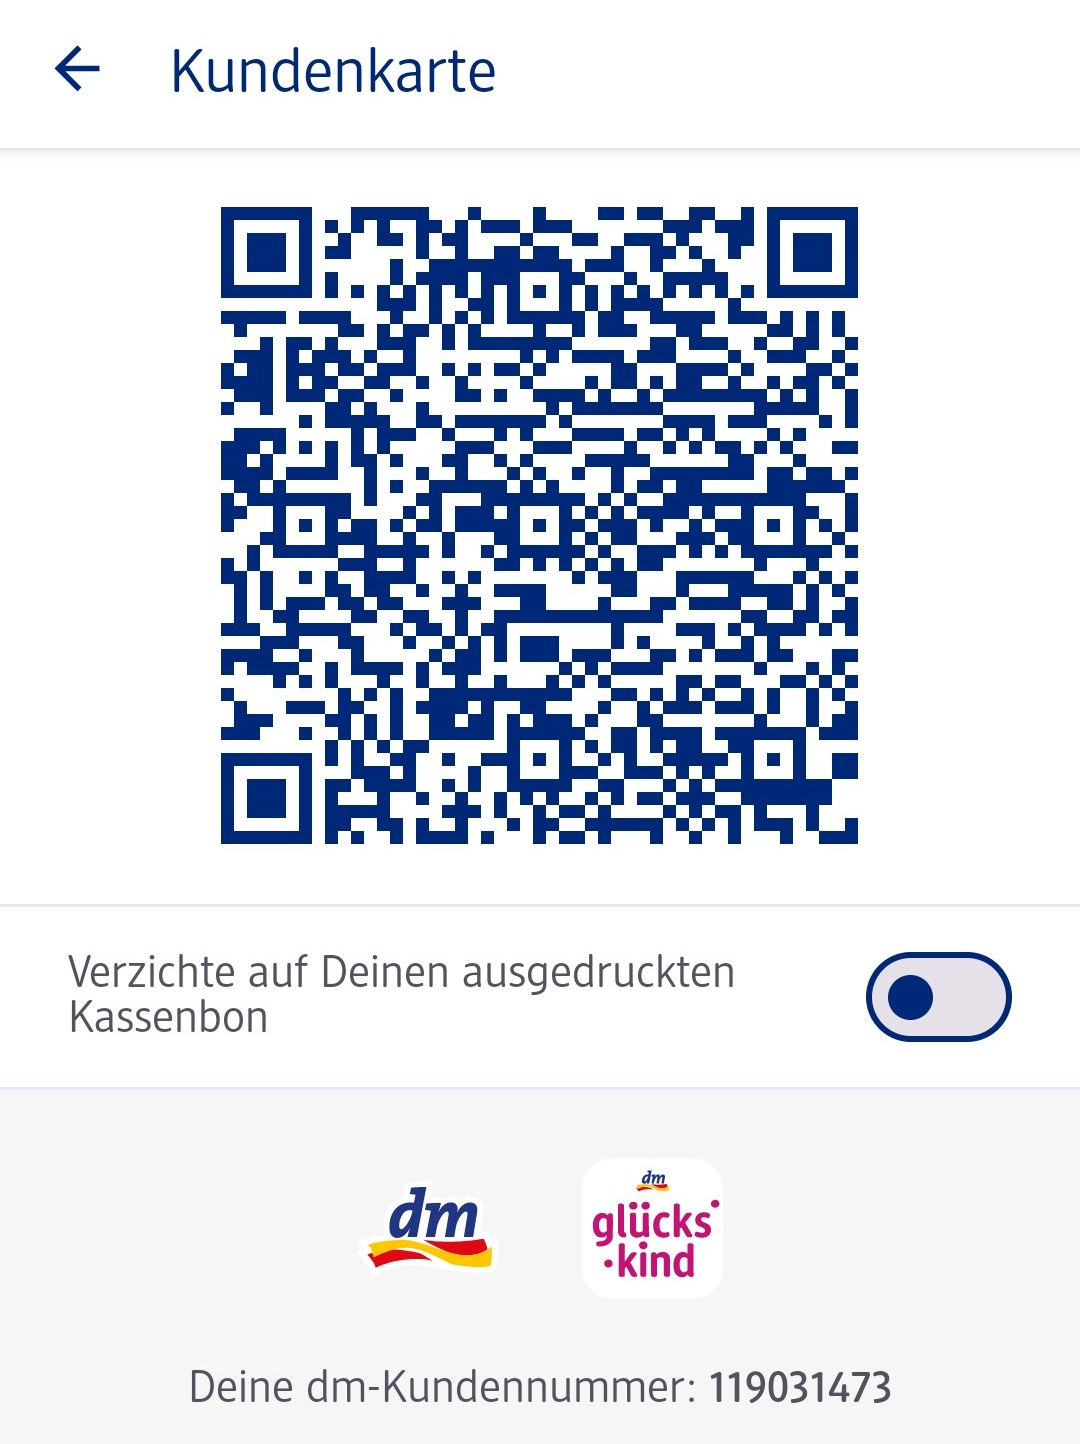 Kundenkarte
Verzichte auf Deinen ausgedruckten
Kassenbon
dm
dm
glücks
kind
Deine dm-Kundennummer: 119031473